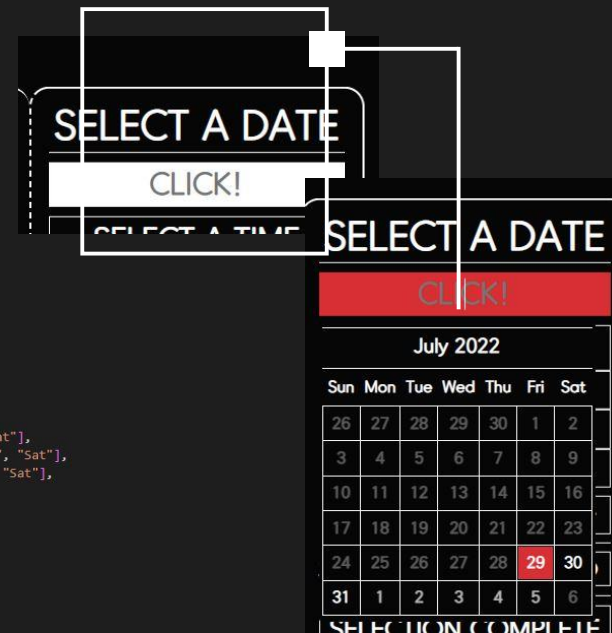 SELECT A DATE
CLICK!
SELECT A TIME
SELECT A DATE
CLICK!
July 2022
Sun Mon Tue Wed Thu Fri Sat
26 27 28 29 30 1 2
3 4 5 6 7 8 9
10 11 12 13 14 15 16
17 18 19 20 21 22 23
24 25 26 27 28 29 30
31 1 2 3 4 5 6
SELECTION COMPLETE
"],
, "Sat"],
"Sat"],